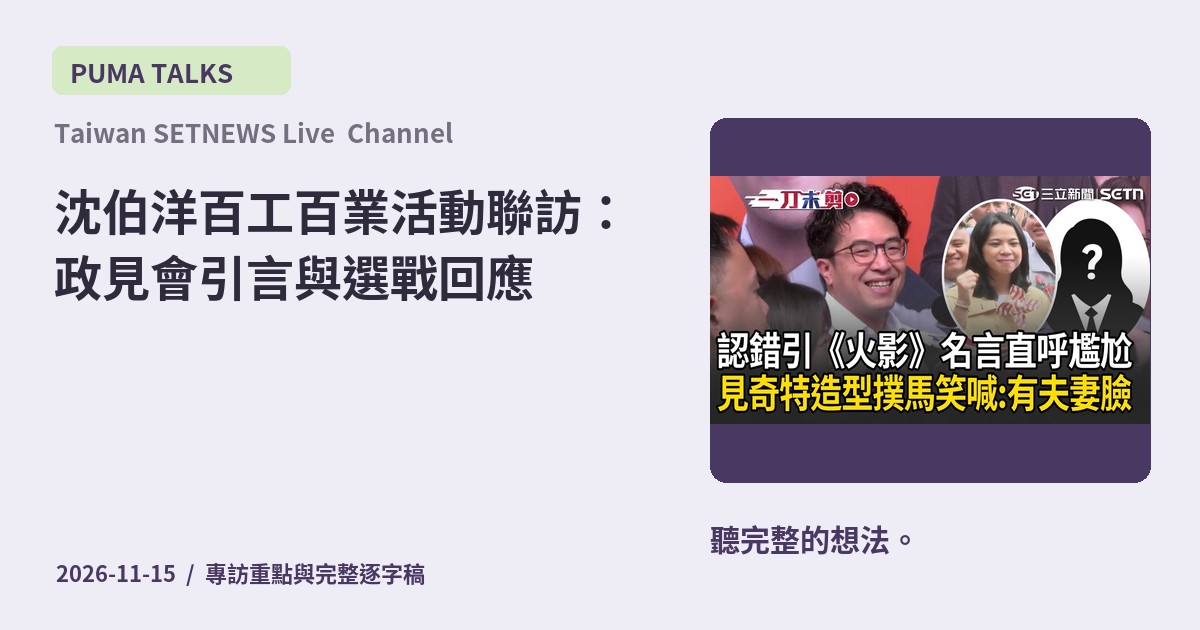 PUMA TALKS
Taiwan SETNEWS Live Channel
沈伯洋百工百業活動聯訪：
政見會引言與選戰回應
一刀未剪
SET 三立新聞 SETN
?
認錯引《火影》名言直呼尷尬
見奇特造型撲馬笑喊:有夫妻臉
聽完整的想法。
2026-11-15 / 專訪重點與完整逐字稿